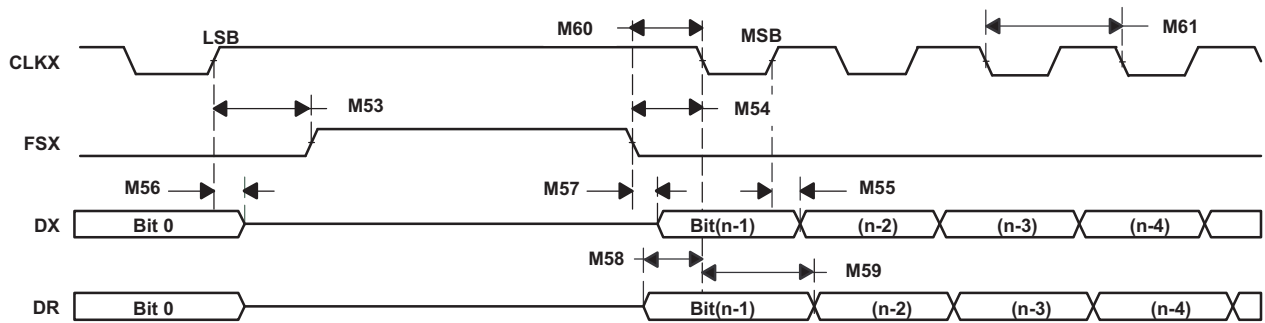 LSB M60 MSB M61
CLKX
M53 M54
FSX
M56 M57 M55
DX Bit 0 Bit(n-1) (n-2) (n-3) (n-4)
M58 M59
DR Bit 0 Bit(n-1) (n-2) (n-3) (n-4)